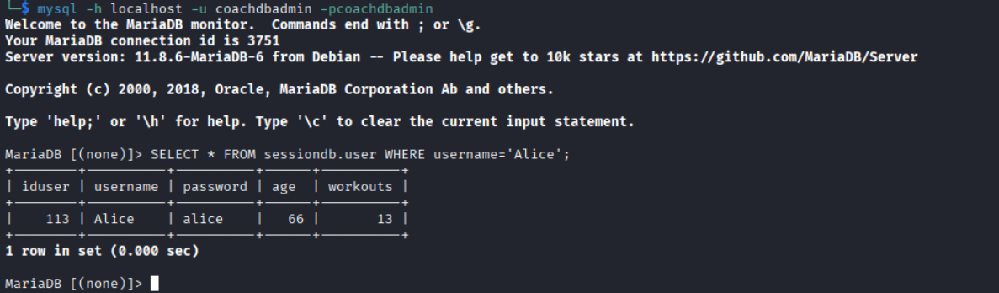 └─$ mysql -h localhost -u coachdbadmin -pcoachdbadmin
Welcome to the MariaDB monitor.  Commands end with ; or \g.
Your MariaDB connection id is 3751
Server version: 11.8.6-MariaDB-6 from Debian -- Please help get to 10k stars at https://github.com/MariaDB/Server
Copyright (c) 2000, 2018, Oracle, MariaDB Corporation Ab and others.
Type 'help;' or '\h' for help. Type '\c' to clear the current input statement.
MariaDB [(none)]> SELECT * FROM sessiondb.user WHERE username='Alice';
+--------+----------+----------+------+----------+
| iduser | username | password | age  | workouts |
+--------+----------+----------+------+----------+
|    113 | Alice    | alice    |   66 |       13 |
+--------+----------+----------+------+----------+
1 row in set (0.000 sec)
MariaDB [(none)]>